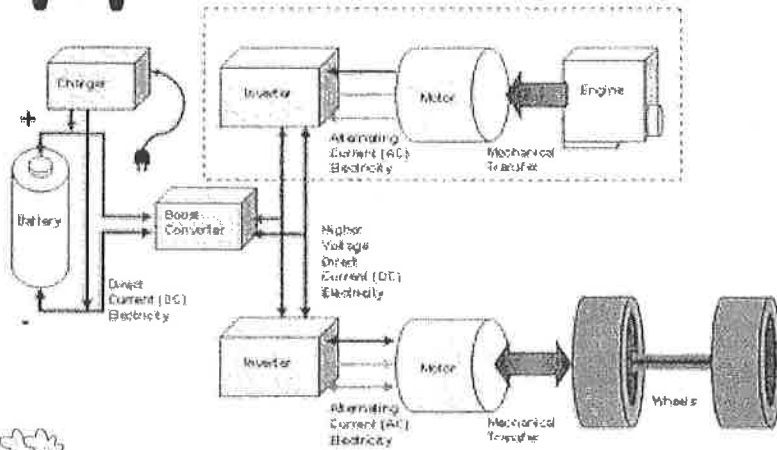 Charger
+
Battery
-
Direct
Current (DC)
Electricity
Boost
Converter
Inverter
Alternating
Current (AC)
Electricity
Motor
Mechanical
Transfer
Engine
Higher
Voltage
Direct
Current (DC)
Electricity
Inverter
Alternating
Current (AC)
Electricity
Motor
Mechanical
Transfer
Wheels